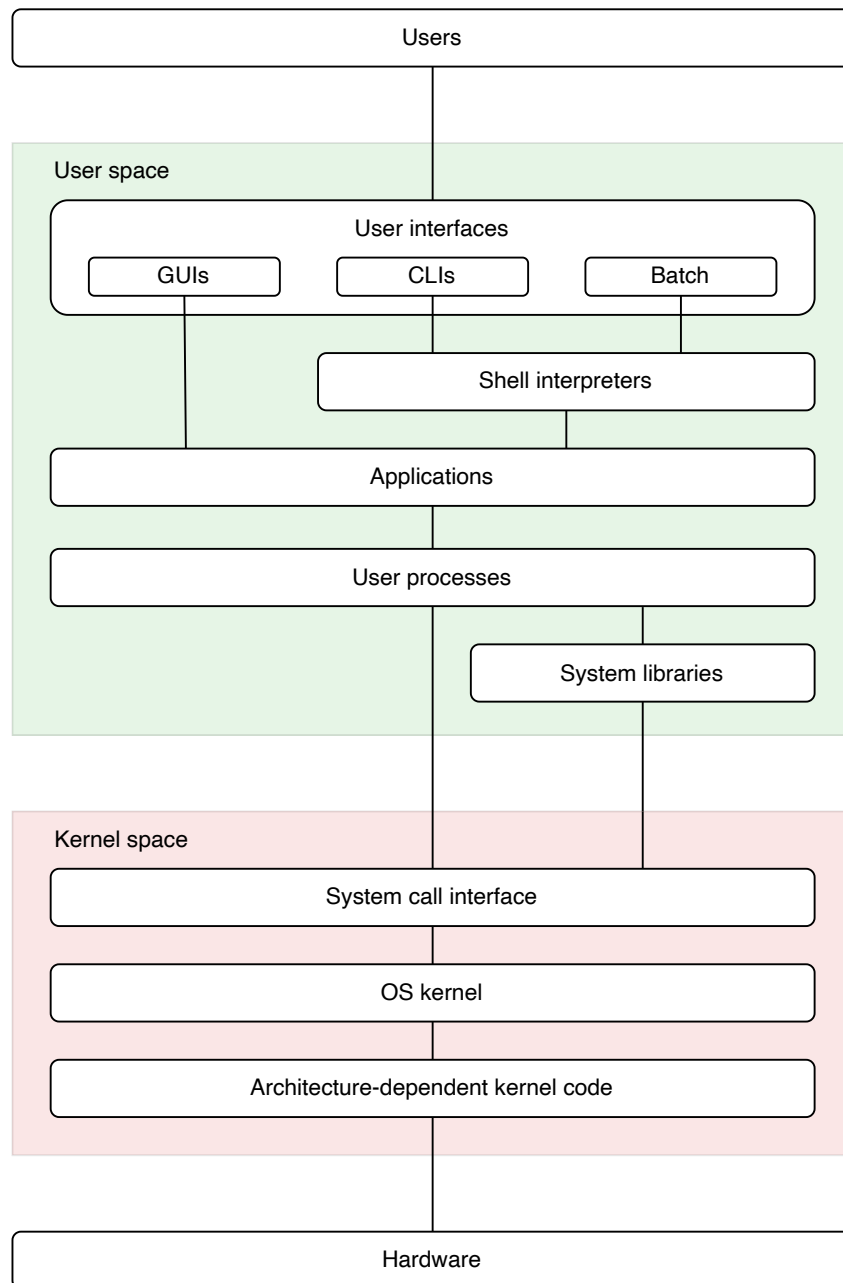 Users
User space
User interfaces
GUIs
CLIs
Batch
Shell interpreters
Applications
User processes
System libraries
Kernel space
System call interface
OS kernel
Architecture-dependent kernel code
Hardware